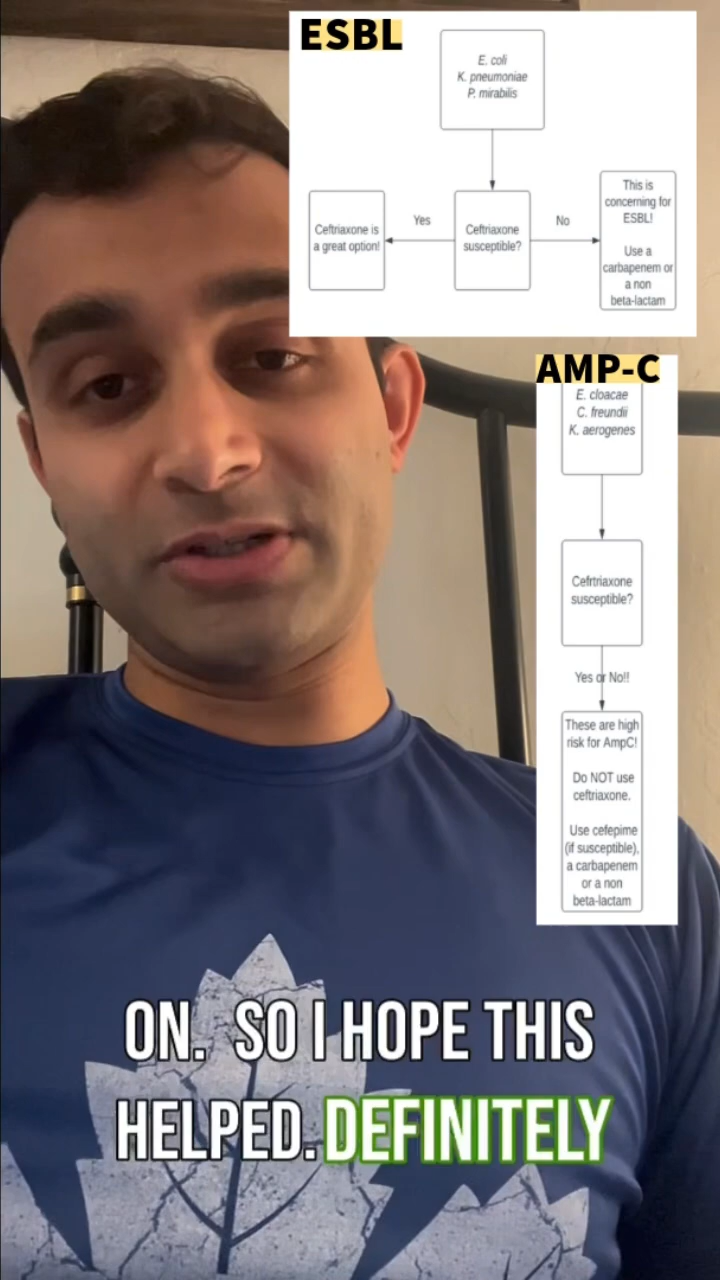 ESBL
E. coli
K. pneumoniae
P. mirabilis
Ceftriaxone is
a great option!
Yes
Ceftriaxone
susceptible?
No
This is
concerning for
ESBL!
Use a
carbapenem or
a non
beta-lactam
AMP-C
E. cloacae
C. freundii
K. aerogenes
Cefrtriaxone
susceptible?
Yes or No!!
These are high
risk for AmpC!
Do NOT use
ceftriaxone.
Use cefepime
(if susceptible),
a carbapenem
or a non
beta-lactam
ON. SO I HOPE THIS
HELPED. DEFINITELY